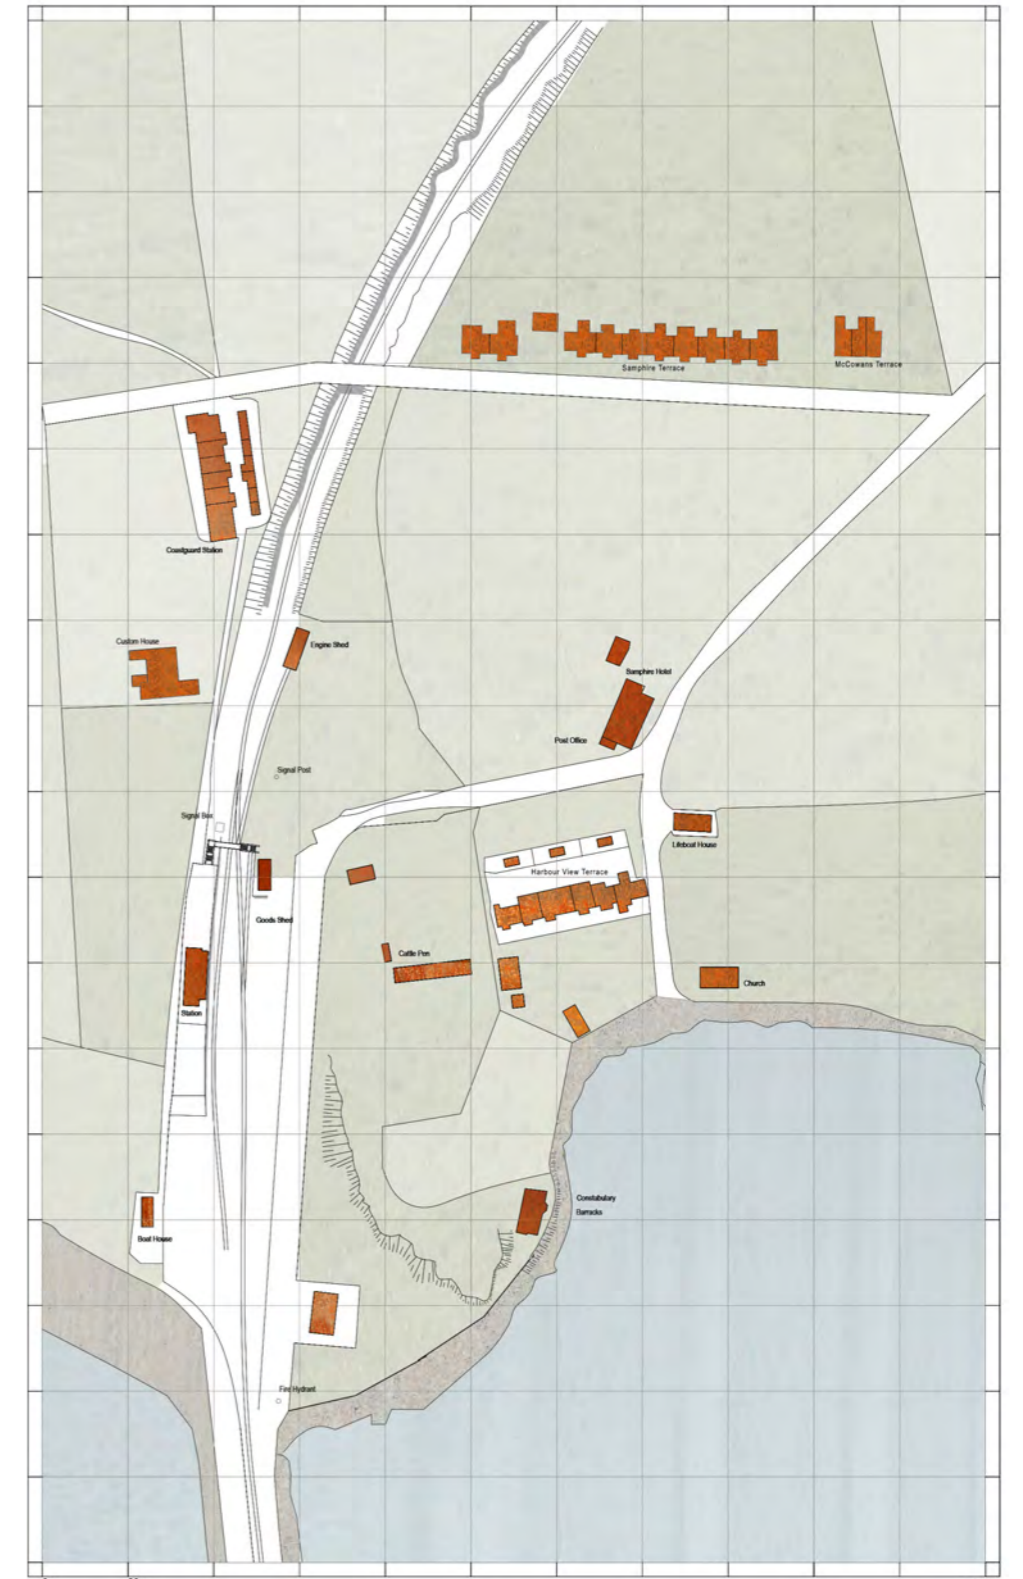 Samphire Terrace
McCowans Terrace
Coastguard Station
Custom House
Engine Shed
Samphire Hotel
Post Office
Signal Post
Signal Box
Lifeboat House
Harbour View Terrace
Goods Shed
Cattle Pen
Church
Station
Constabulary
Barracks
Boat House
Fire Hydrant